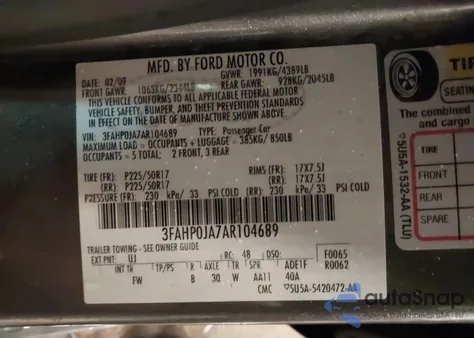 MFD. BY FORD MOTOR CO.
DATE: 02/09 GVWR: 1991KG/4389LB
FRONT GAWR: 1063KG/2344LB REAR GAWR: 928KG/2045LB
THIS VEHICLE CONFORMS TO ALL APPLICABLE FEDERAL MOTOR
VEHICLE SAFETY, BUMPER, AND THEFT PREVENTION STANDARDS
IN EFFECT ON THE DATE OF MANUFACTURE SHOWN ABOVE.
VIN: 3FAHP0JA7AR104689 TYPE: Passenger Car
MAXIMUM LOAD = OCCUPANTS + LUGGAGE = 385KG/850LB
OCCUPANTS = 5 TOTAL; 2 FRONT, 3 REAR
TIRE (FR): P225/50R17 RIMS (FR): 17X7.5J
(RR): P225/50R17 (RR): 17X7.5J
PRESSURE (FR): 230 kPa/ 33 PSI COLD (RR): 230 kPa/ 33 PSI COLD
3FAHP0JA7AR104689
TRAILER TOWING - SEE OWNER GUIDE
EXT PNT: UJ RC: 48 DSO: F0065
INT TR TP/PS R AXLE TR SPR ADE1F R0062
FW B 30 W AA11 40A
CMC 5U5A-5420472-AA
5U5A-1532-AA (TLU)
TI
The combined
and cargo
TIRE
FRONT
REAR
SPARE
autoSnap